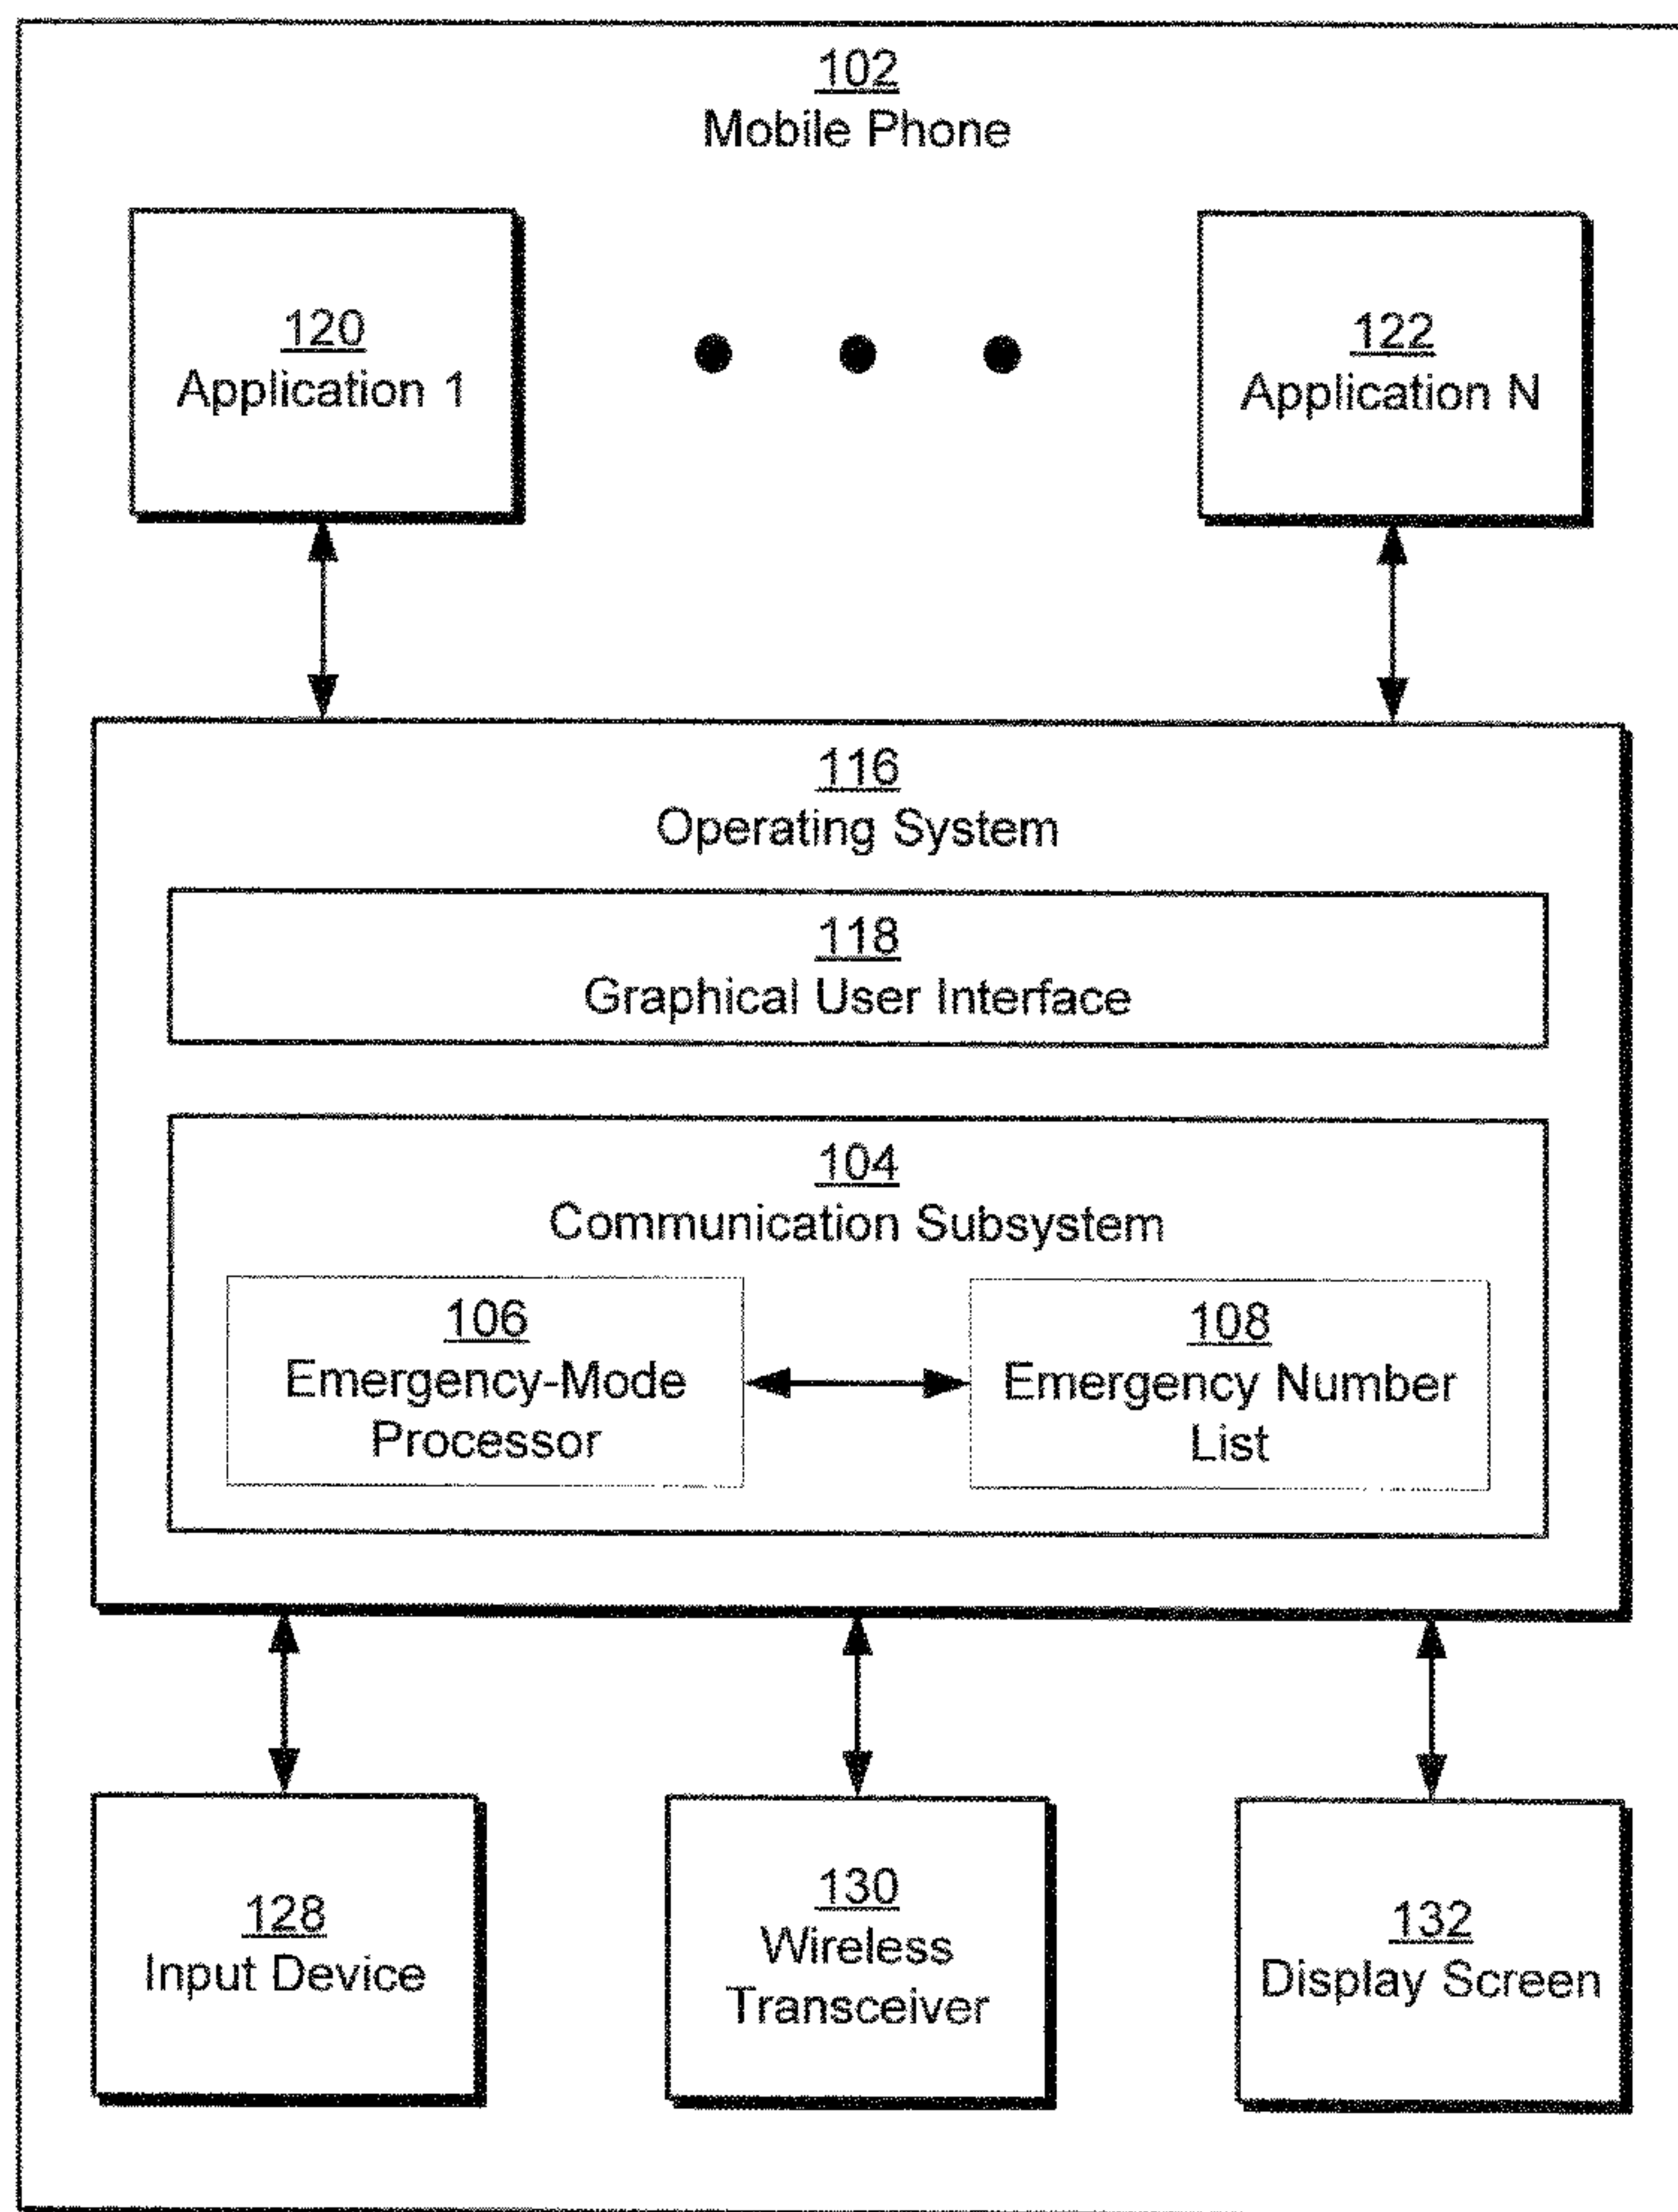 102
Mobile Phone
120
Application 1
122
Application N
116
Operating System
118
Graphical User Interface
104
Communication Subsystem
106
Emergency-Mode
Processor
108
Emergency Number
List
128
Input Device
130
Wireless
Transceiver
132
Display Screen